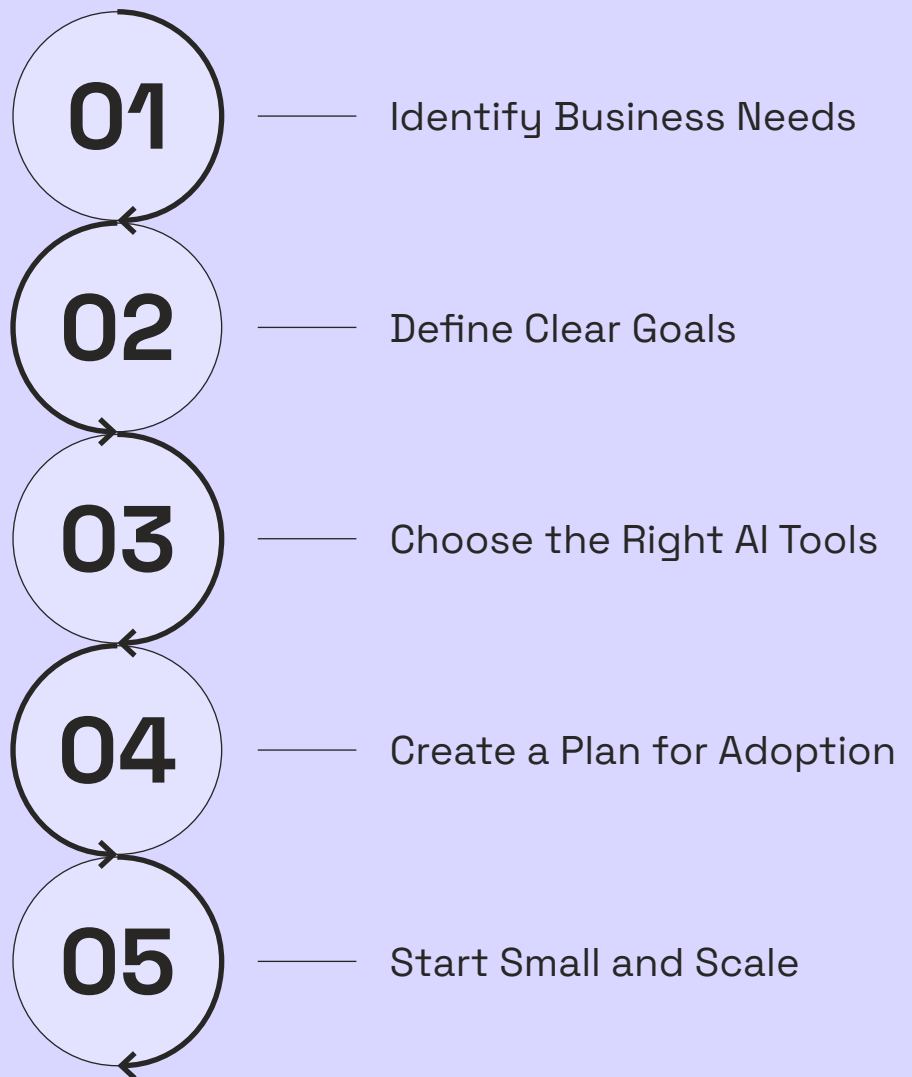 01 Identify Business Needs
02 Define Clear Goals
03 Choose the Right AI Tools
04 Create a Plan for Adoption
05 Start Small and Scale